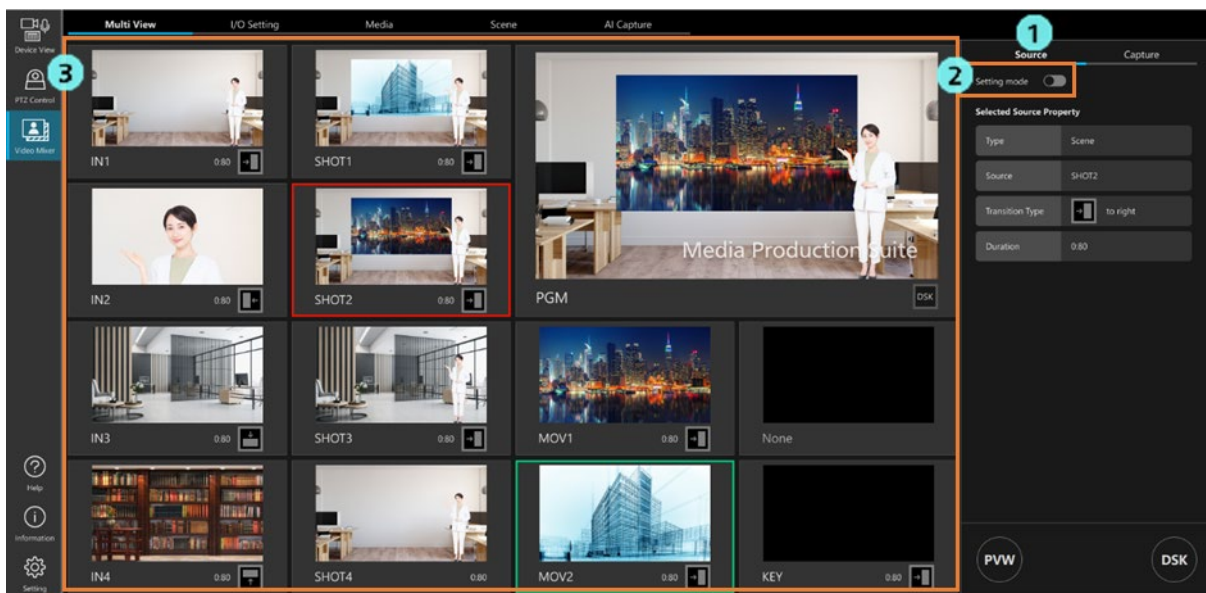 Multi View I/O Setting Media Scene AI Capture
1
Source Capture
2
Setting mode
Selected Source Property
Type Scene
Source SHOT2
Transition Type to right
Duration 0:80
PVW DSK
Device View
PTZ Control
Video Mixer
Help
Information
Setting
3
IN1 0:80
SHOT1 0:80
IN2 0:80
SHOT2 0:80
Media Production Suite
PGM DSK
IN3 0:80
SHOT3 0:80
MOV1 0:80
None
IN4 0:80
SHOT4 0:80
MOV2 0:80
KEY 0:80